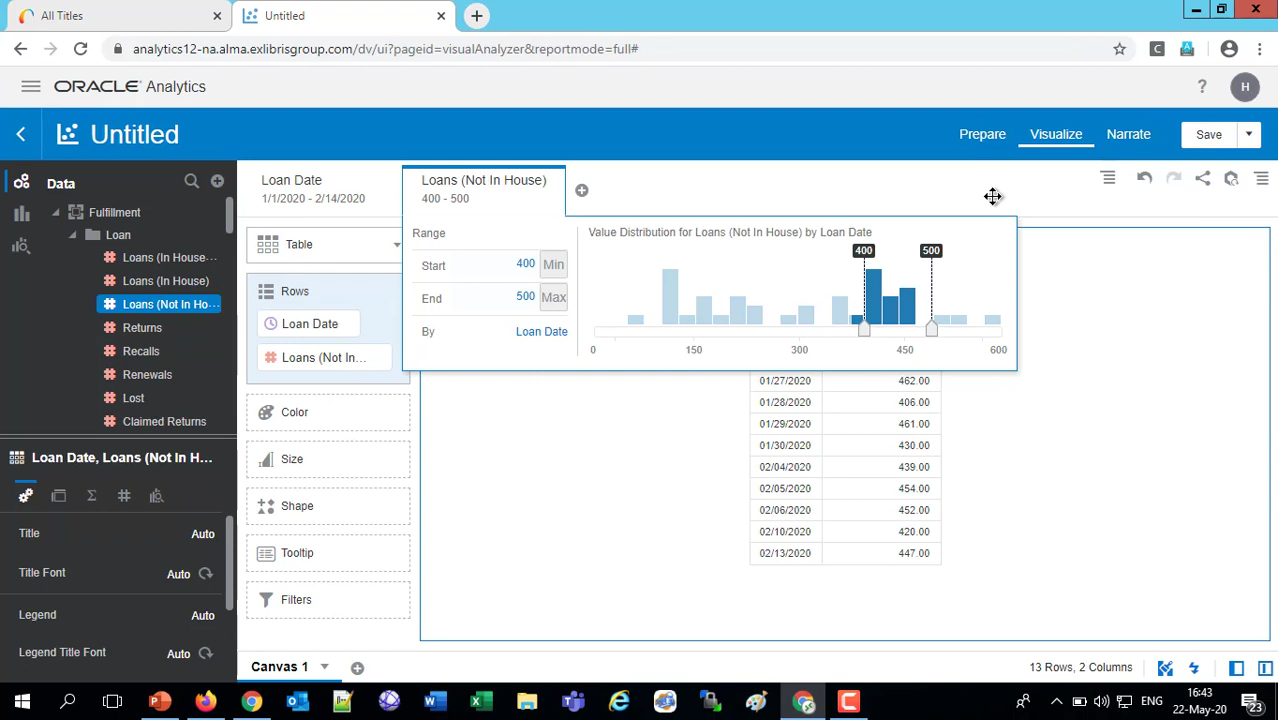 All Titles
Untitled
analytics12-na.alma.exlibrisgroup.com/dv/ui?pageid=visualAnalyzer&reportmode=full#
C
A
ORACLE Analytics
?
H
Untitled
Prepare
Visualize
Narrate
Save
Data
Fulfillment
Loan
Loans (In House...
Loans (In House)
Loans (Not In Ho...
Returns
Recalls
Renewals
Lost
Claimed Returns
Loan Date, Loans (Not In H...
Title
Auto
Title Font
Auto
Legend
Auto
Legend Title Font
Auto
Loan Date
1/1/2020 - 2/14/2020
Loans (Not In House)
400 - 500
Range
Start
400
Min
End
500
Max
By
Loan Date
Value Distribution for Loans (Not In House) by Loan Date
400
500
0
150
300
450
600
Table
Rows
Loan Date
Loans (Not In...
Color
Size
Shape
Tooltip
Filters
01/27/2020 462.00
01/28/2020 406.00
01/29/2020 461.00
01/30/2020 430.00
02/04/2020 439.00
02/05/2020 454.00
02/06/2020 452.00
02/10/2020 420.00
02/13/2020 447.00
Canvas 1
13 Rows, 2 Columns
ENG
16:43
22-May-20
23